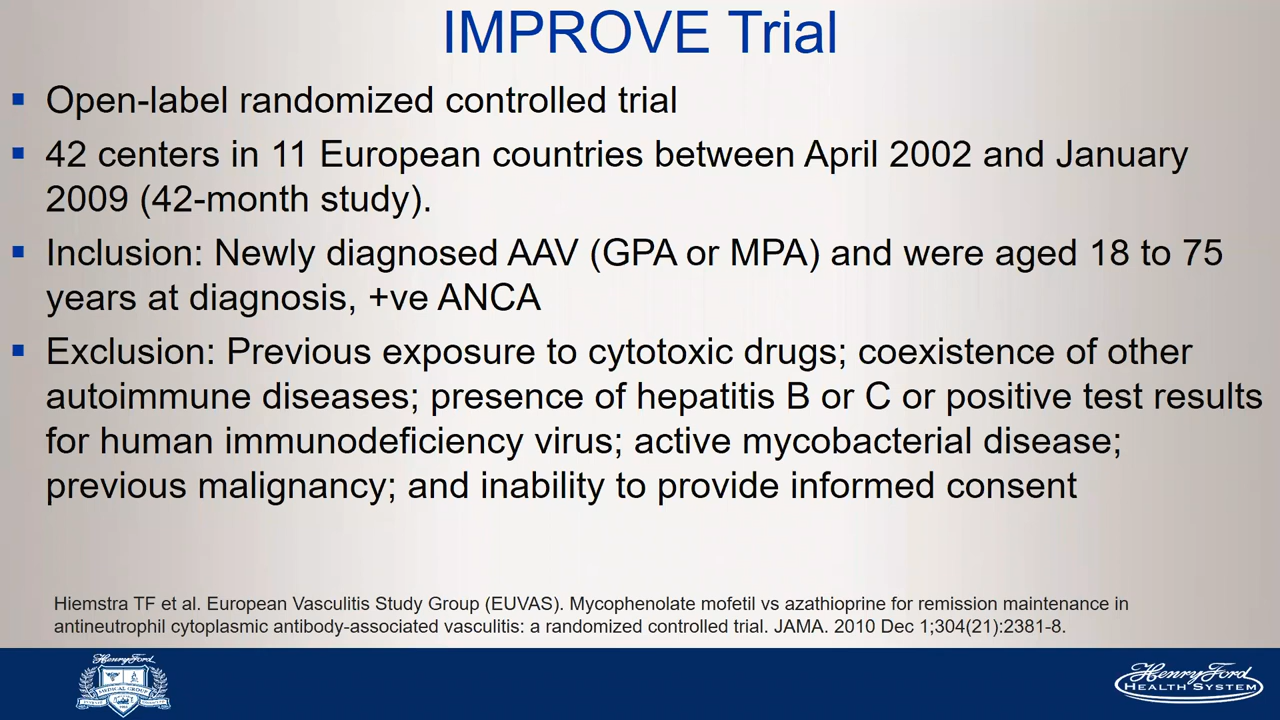 IMPROVE Trial
▪ Open-label randomized controlled trial
▪ 42 centers in 11 European countries between April 2002 and January
2009 (42-month study).
▪ Inclusion: Newly diagnosed AAV (GPA or MPA) and were aged 18 to 75
years at diagnosis, +ve ANCA
▪ Exclusion: Previous exposure to cytotoxic drugs; coexistence of other
autoimmune diseases; presence of hepatitis B or C or positive test results
for human immunodeficiency virus; active mycobacterial disease;
previous malignancy; and inability to provide informed consent
Hiemstra TF et al. European Vasculitis Study Group (EUVAS). Mycophenolate mofetil vs azathioprine for remission maintenance in
antineutrophil cytoplasmic antibody-associated vasculitis: a randomized controlled trial. JAMA. 2010 Dec 1;304(21):2381-8.
Henry Ford
MEDICAL GROUP
Henry Ford
HEALTH SYSTEM